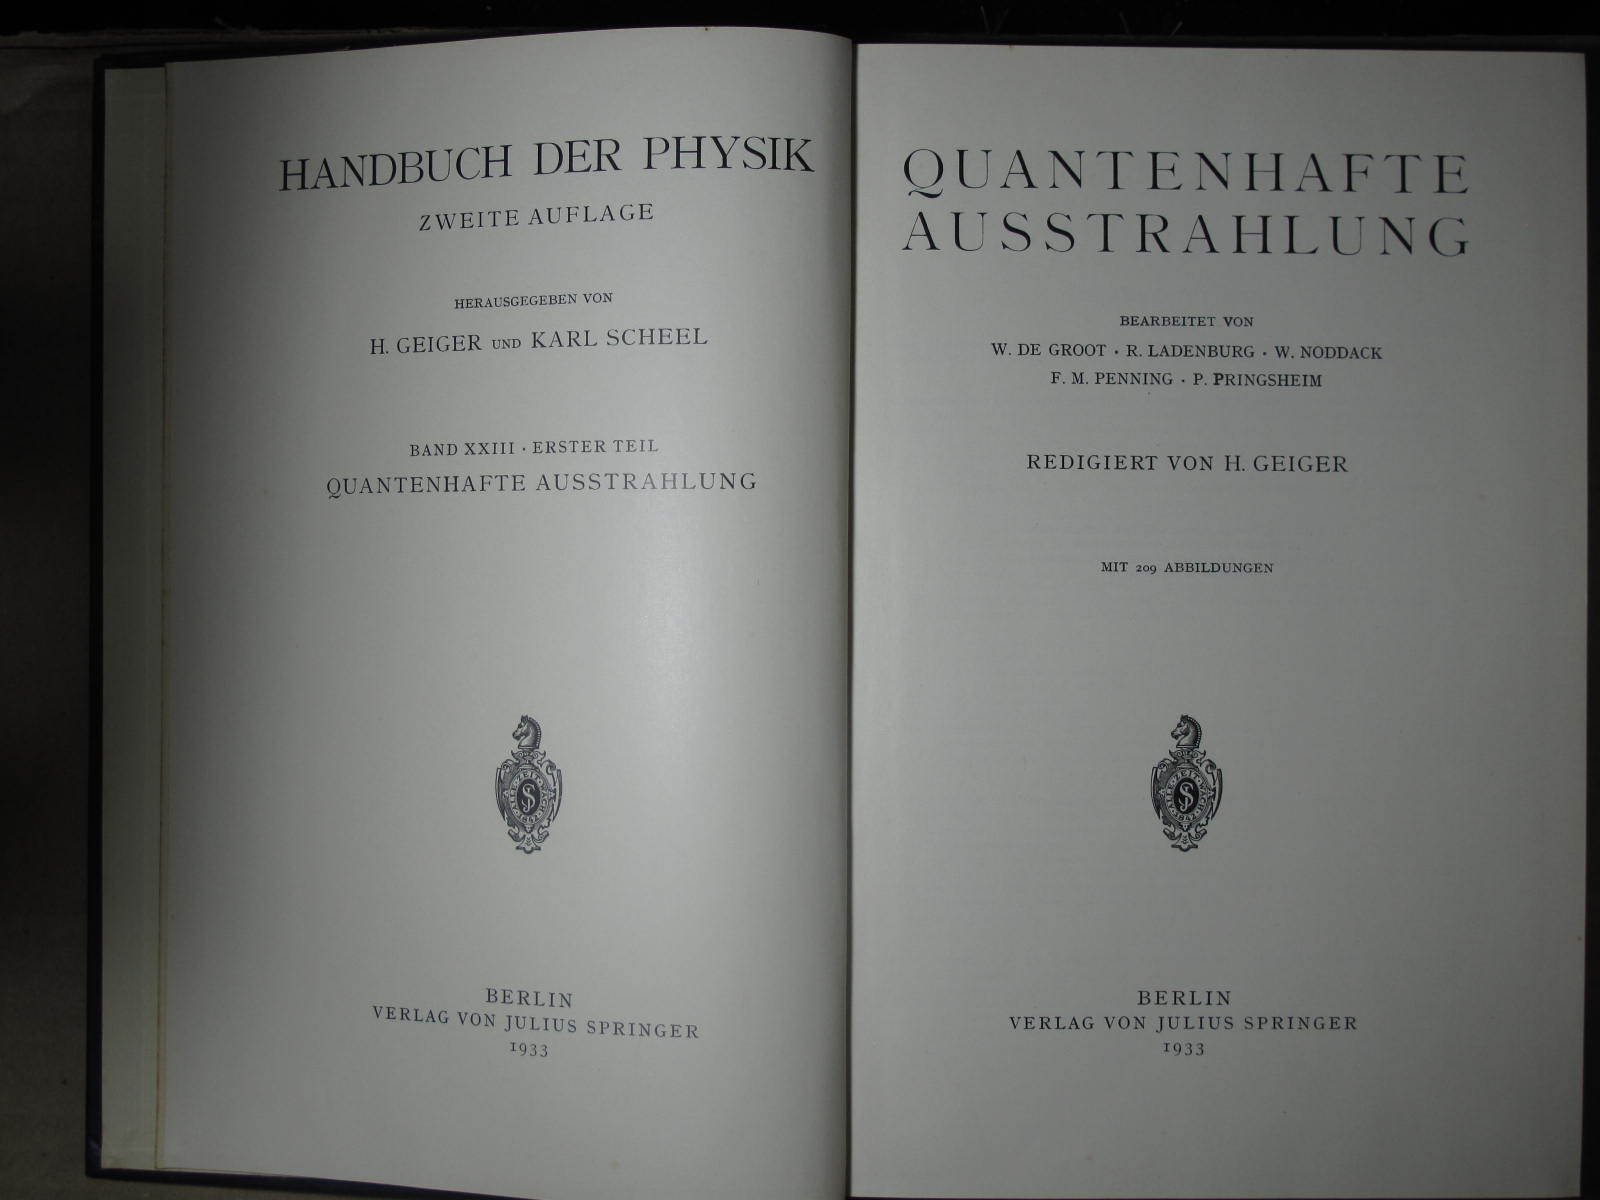 HANDBUCH DER PHYSIK
ZWEITE AUFLAGE
HERAUSGEGEBEN VON
H. GEIGER UND KARL SCHEEL
BAND XXIII · ERSTER TEIL
QUANTENHAFTE AUSSTRAHLUNG
BERLIN
VERLAG VON JULIUS SPRINGER
1933
QUANTENHAFTE
AUSSTRAHLUNG
BEARBEITET VON
W. DE GROOT · R. LADENBURG · W. NODDACK
F. M. PENNING · P. PRINGSHEIM
REDIGIERT VON H. GEIGER
MIT 209 ABBILDUNGEN
BERLIN
VERLAG VON JULIUS SPRINGER
1933